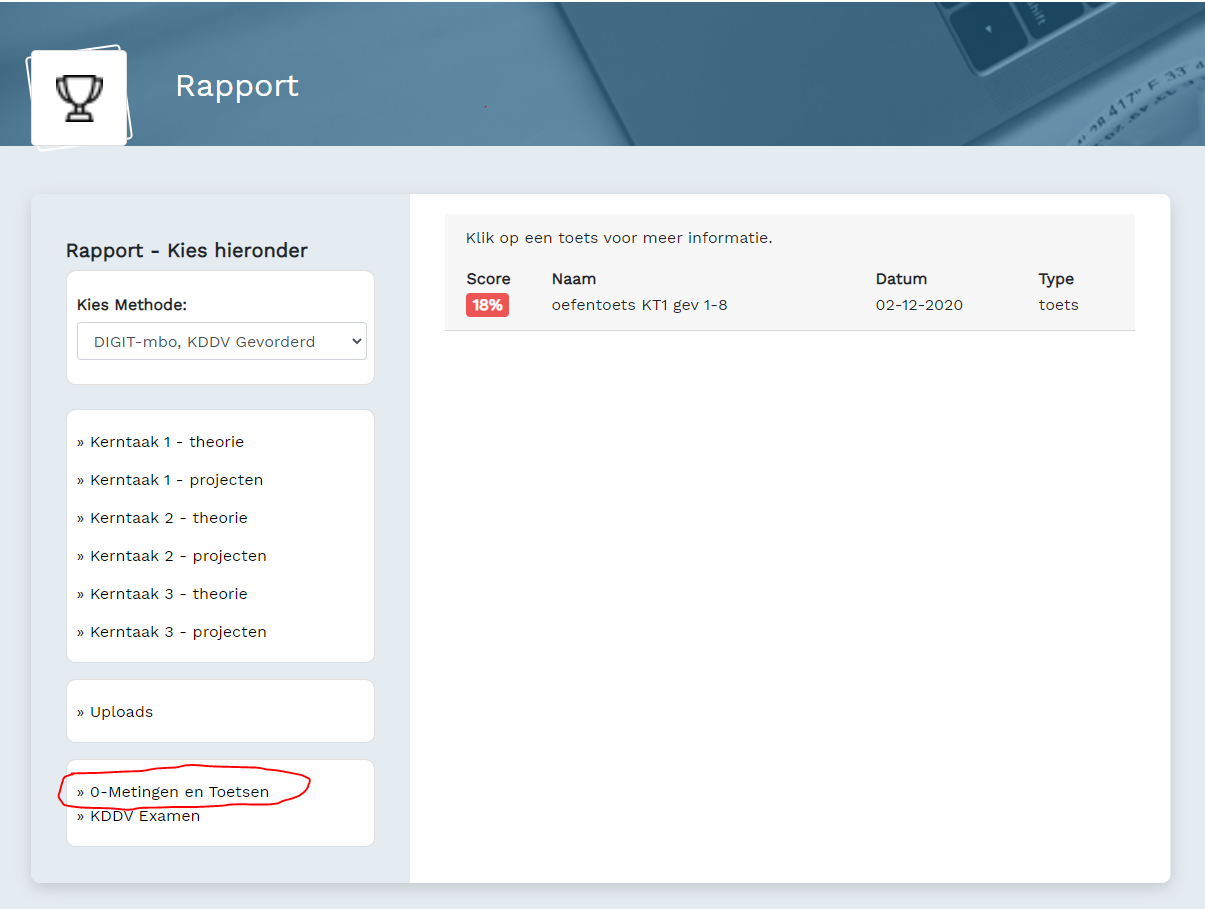 Rapport
Rapport - Kies hieronder
Kies Methode:
DIGIT-mbo, KDDV Gevorderd
» Kerntaak 1 - theorie
» Kerntaak 1 - projecten
» Kerntaak 2 - theorie
» Kerntaak 2 - projecten
» Kerntaak 3 - theorie
» Kerntaak 3 - projecten
» Uploads
» 0-Metingen en Toetsen
» KDDV Examen
Klik op een toets voor meer informatie.
Score Naam Datum Type
18% oefentoets KT1 gev 1-8 02-12-2020 toets